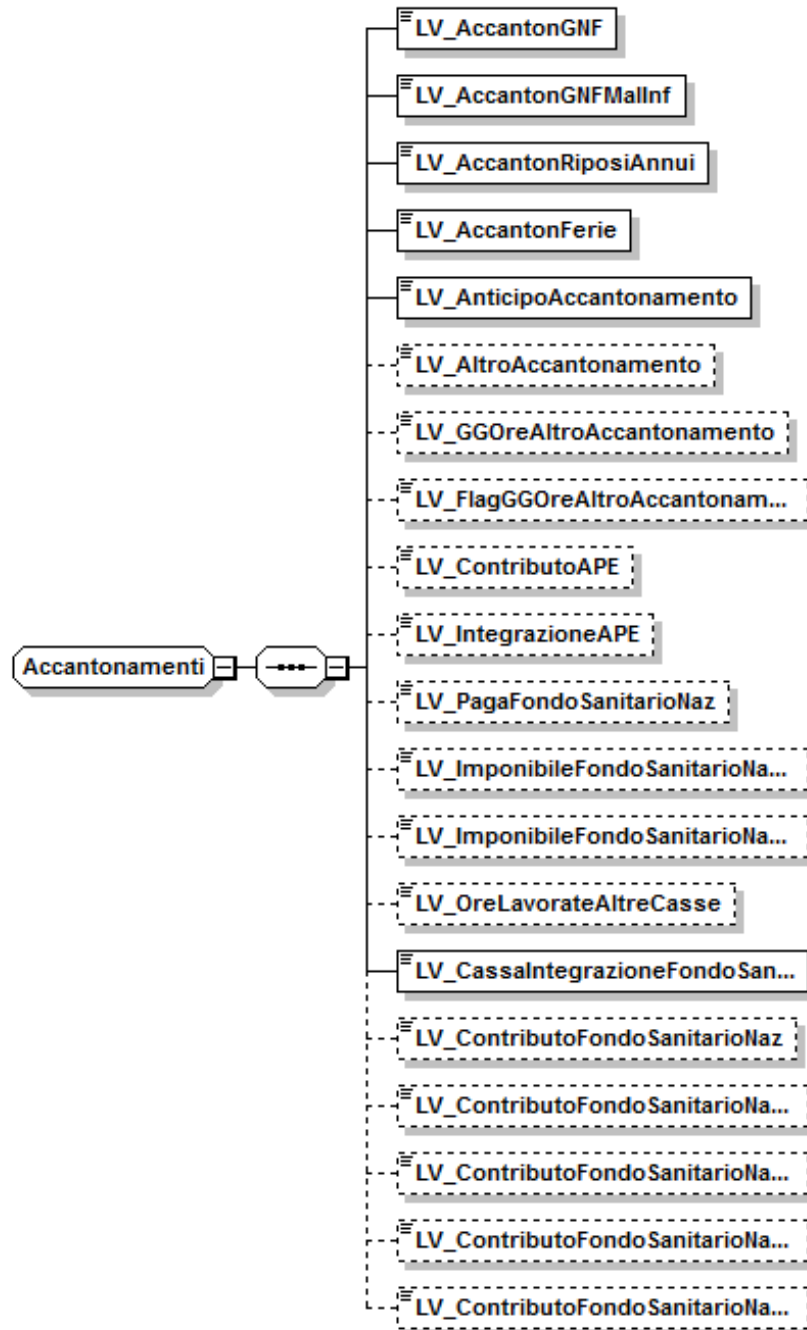 LV_AccantonGNF
LV_AccantonGNFMalInf
LV_AccantonRiposiAnnui
LV_AccantonFerie
LV_AnticipoAccantonamento
LV_AltroAccantonamento
LV_GGOreAltroAccantonamento
LV_FlagGGOreAltroAccantonam...
LV_ContributoAPE
LV_IntegrazioneAPE
Accantonamenti
LV_PagaFondoSanitarioNaz
LV_ImponibileFondoSanitarioNa...
LV_ImponibileFondoSanitarioNa...
LV_OreLavorateAltreCasse
LV_CassaIntegrazioneFondoSan...
LV_ContributoFondoSanitarioNaz
LV_ContributoFondoSanitarioNa...
LV_ContributoFondoSanitarioNa...
LV_ContributoFondoSanitarioNa...
LV_ContributoFondoSanitarioNa...